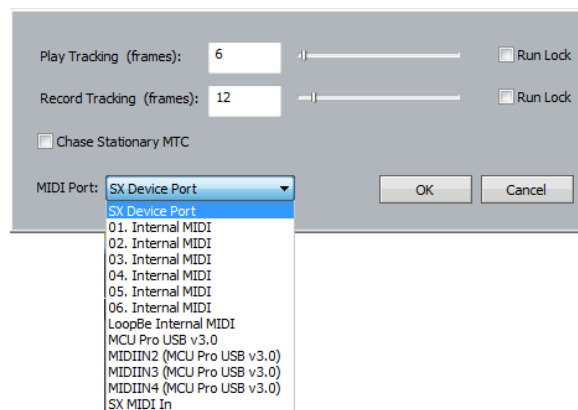 Play Tracking (frames): 6 Run Lock
Record Tracking (frames): 12 Run Lock
Chase Stationary MTC
MIDI Port: SX Device Port OK Cancel
SX Device Port
01. Internal MIDI
02. Internal MIDI
03. Internal MIDI
04. Internal MIDI
05. Internal MIDI
06. Internal MIDI
LoopBe Internal MIDI
MCU Pro USB v3.0
MIDIIN2 (MCU Pro USB v3.0)
MIDIIN3 (MCU Pro USB v3.0)
MIDIIN4 (MCU Pro USB v3.0)
SX MIDI In